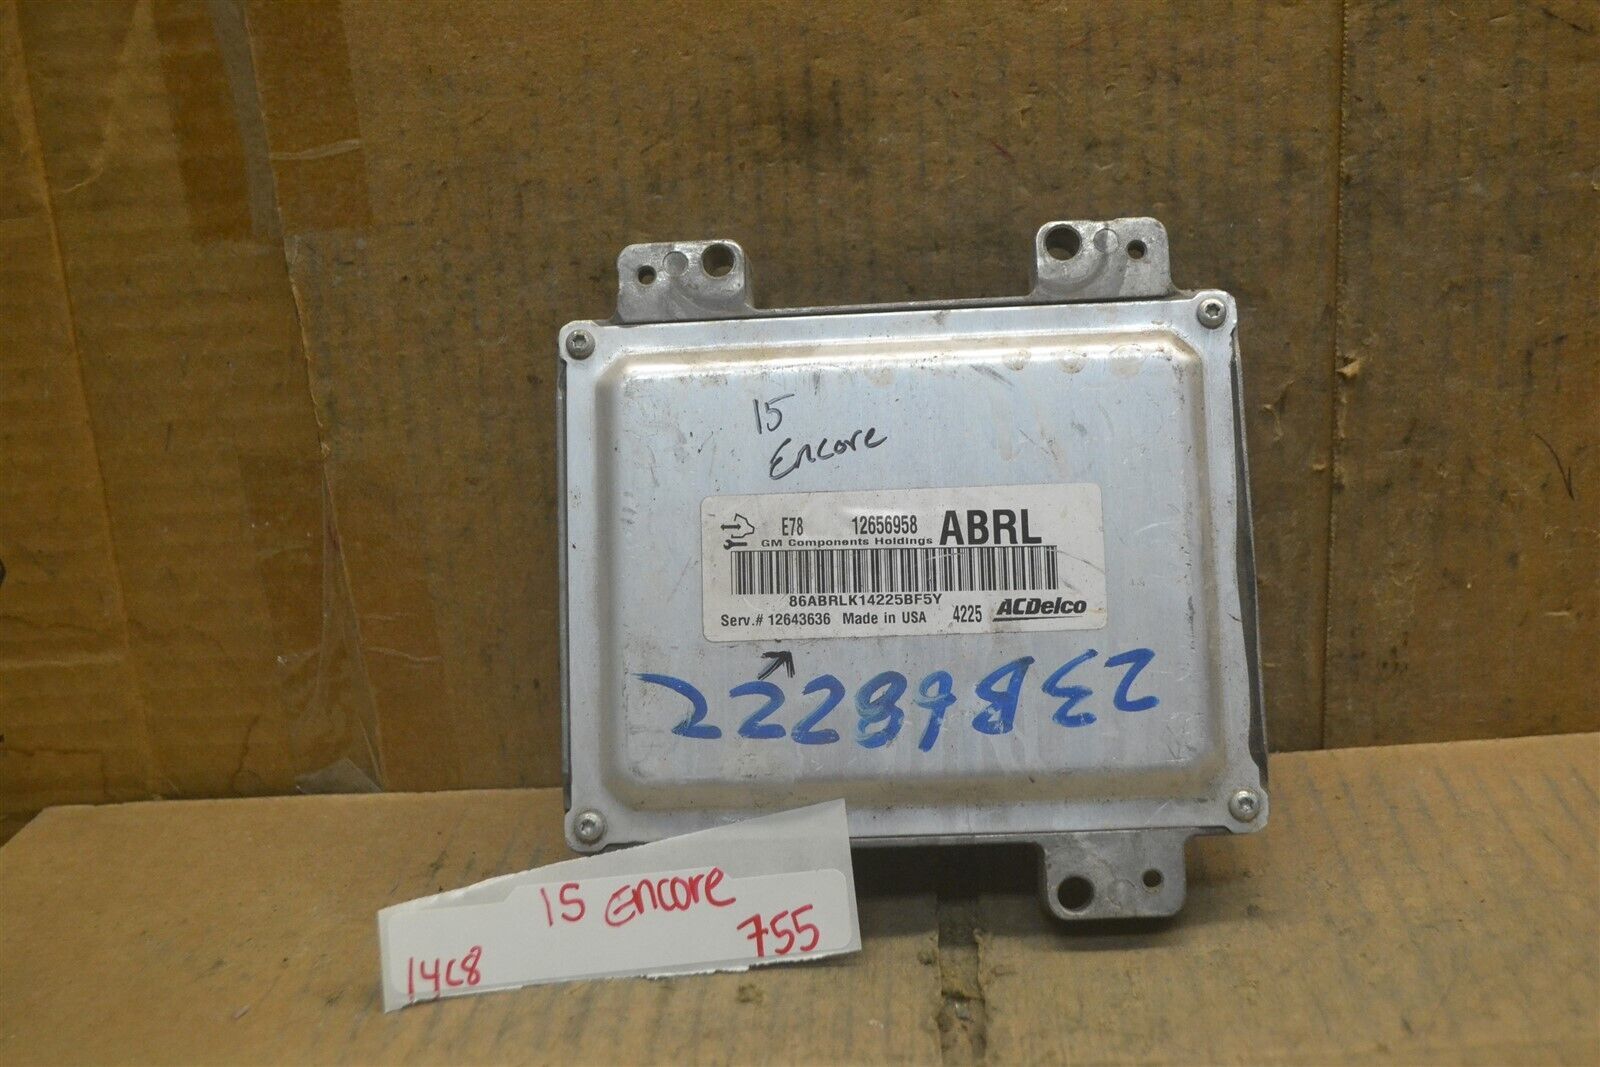 15
Encore
E78 12656958 ABRL
GM Components Holdings
86ABRLK14225BF5Y
Serv.# 12643636 Made in USA 4225 ACDelco
15 Encore
755
14C8